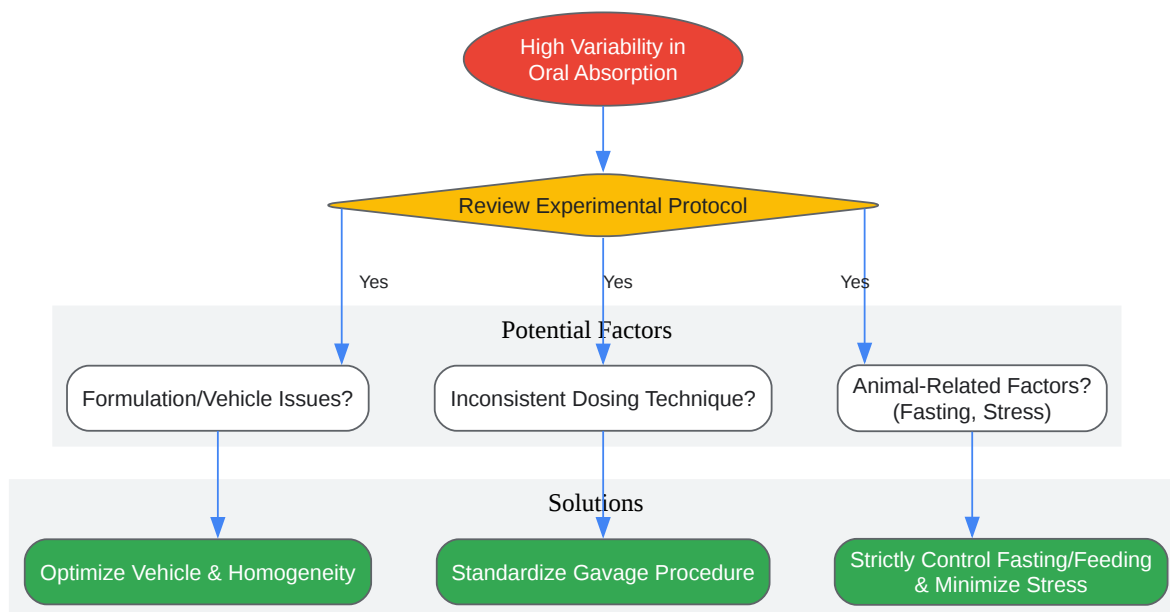 High Variability in
Oral Absorption
Review Experimental Protocol
Yes
Yes
Yes
Potential Factors
Formulation/Vehicle Issues?
Inconsistent Dosing Technique?
Animal-Related Factors?
(Fasting, Stress)
Solutions
Optimize Vehicle & Homogeneity
Standardize Gavage Procedure
Strictly Control Fasting/Feeding
& Minimize Stress